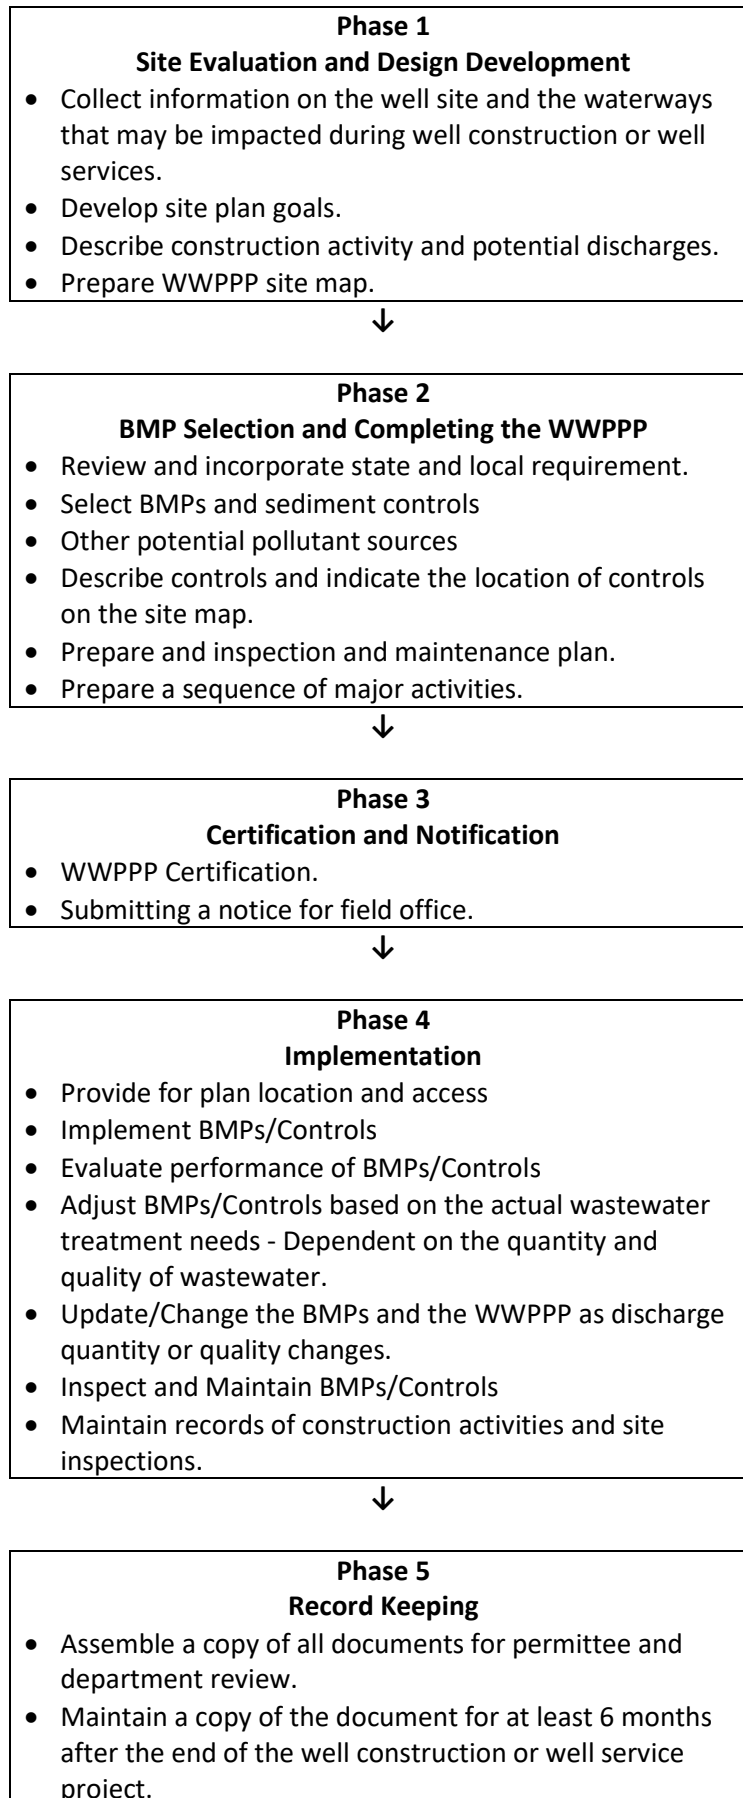 Phase 1
Site Evaluation and Design Development
• Collect information on the well site and the waterways
that may be impacted during well construction or well
services.
• Develop site plan goals.
• Describe construction activity and potential discharges.
• Prepare WWPPP site map.
↓
Phase 2
BMP Selection and Completing the WWPPP
• Review and incorporate state and local requirement.
• Select BMPs and sediment controls
• Other potential pollutant sources
• Describe controls and indicate the location of controls
on the site map.
• Prepare and inspection and maintenance plan.
• Prepare a sequence of major activities.
↓
Phase 3
Certification and Notification
• WWPPP Certification.
• Submitting a notice for field office.
↓
Phase 4
Implementation
• Provide for plan location and access
• Implement BMPs/Controls
• Evaluate performance of BMPs/Controls
• Adjust BMPs/Controls based on the actual wastewater
treatment needs - Dependent on the quantity and
quality of wastewater.
• Update/Change the BMPs and the WWPPP as discharge
quantity or quality changes.
• Inspect and Maintain BMPs/Controls
• Maintain records of construction activities and site
inspections.
↓
Phase 5
Record Keeping
• Assemble a copy of all documents for permittee and
department review.
• Maintain a copy of the document for at least 6 months
after the end of the well construction or well service
project.